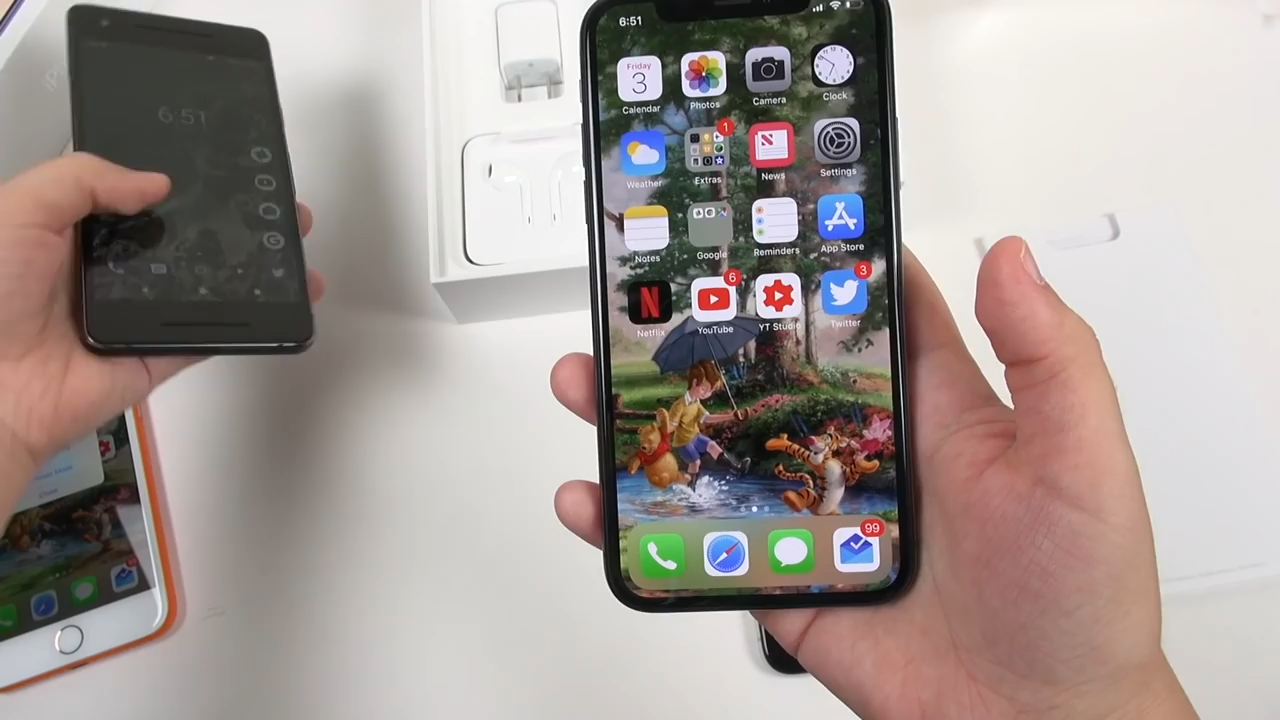 6:51
6:51
Friday
3
Calendar
Photos
Camera
Clock
Weather
1
Extras
News
Settings
Notes
Google
Reminders
App Store
Netflix
6
YouTube
YT Studio
3
Twitter
99